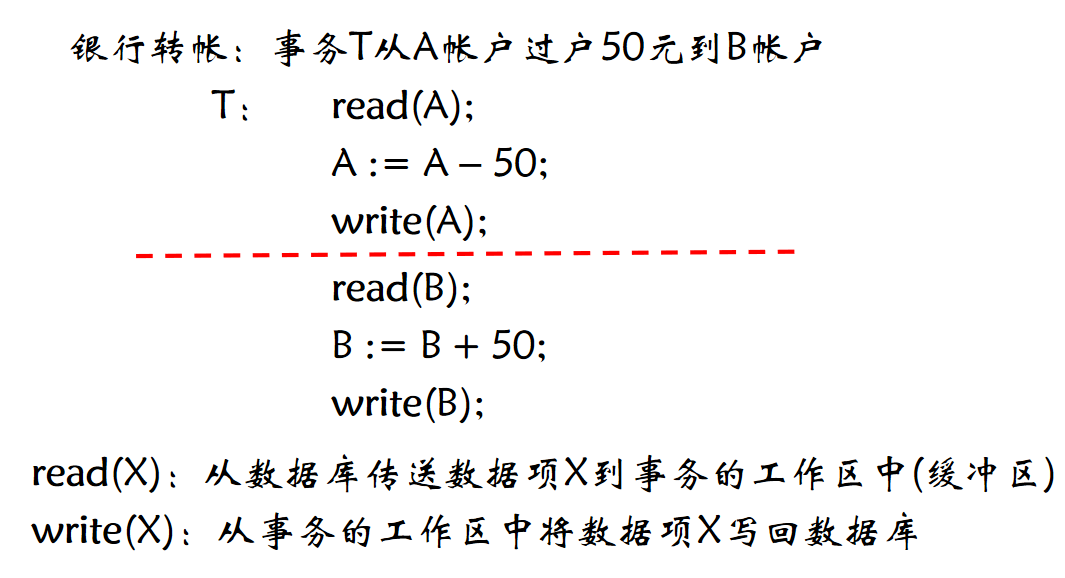 银行转帐：事务T从A帐户过户50元到B帐户
T： read(A);
A := A – 50;
write(A);
read(B);
B := B + 50;
write(B);
read(X)：从数据库传送数据项X到事务的工作区中(缓冲区)
write(X)：从事务的工作区中将数据项X写回数据库